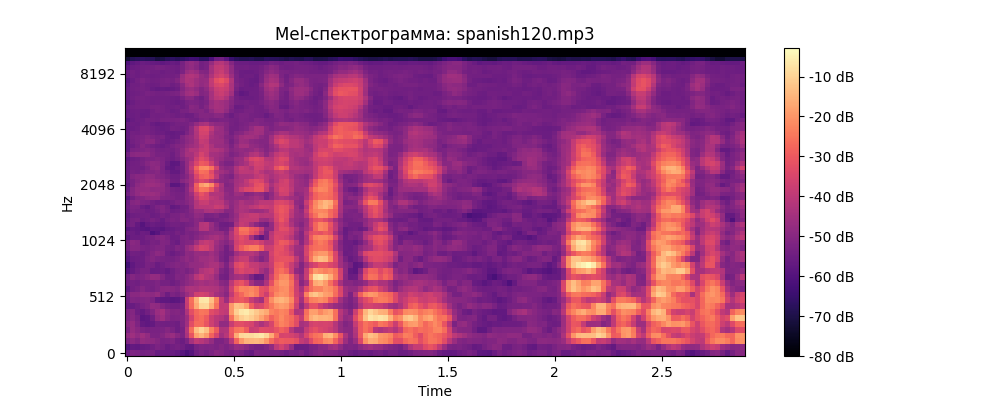 Mel-спектрограмма: spanish120.mp3
8192
4096
2048
1024
512
0
Hz
0 0.5 1 1.5 2 2.5
Time
-10 dB
-20 dB
-30 dB
-40 dB
-50 dB
-60 dB
-70 dB
-80 dB